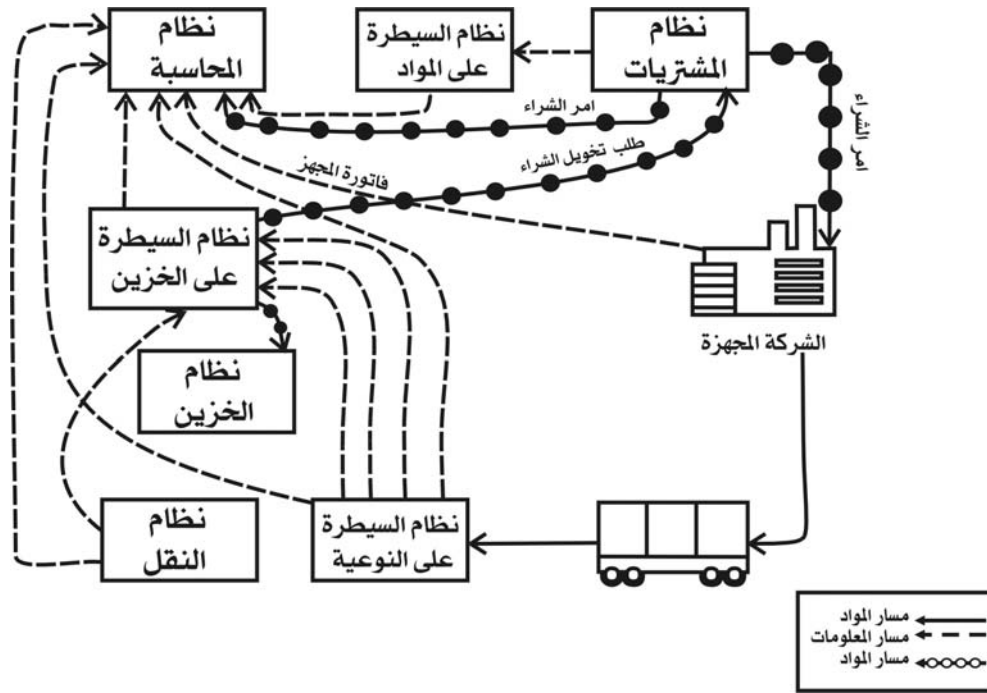 نظام
المشتريات
نظام السيطرة
على المواد
نظام
المحاسبة
امر الشراء
امر الشراء
طلب تخويل الشراء
فاتورة المجهز
نظام السيطرة
على الخزين
الشركة المجهزة
نظام
الخزين
نظام السيطرة
على النوعية
نظام
النقل
مسار المواد
مسار المعلومات
مسار المواد